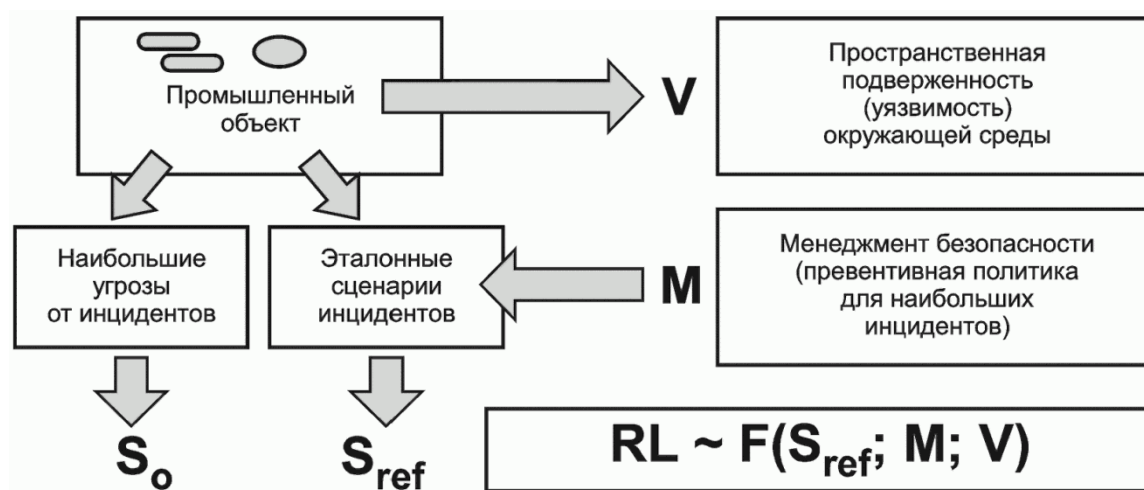 Промышленный
объект
V
Пространственная
подверженность
(уязвимость)
окружающей среды
Наибольшие
угрозы
от инцидентов
Эталонные
сценарии
инцидентов
M
Менеджмент безопасности
(превентивная политика
для наибольших
инцидентов)
So
Sref
RL ~ F(Sref; M; V)